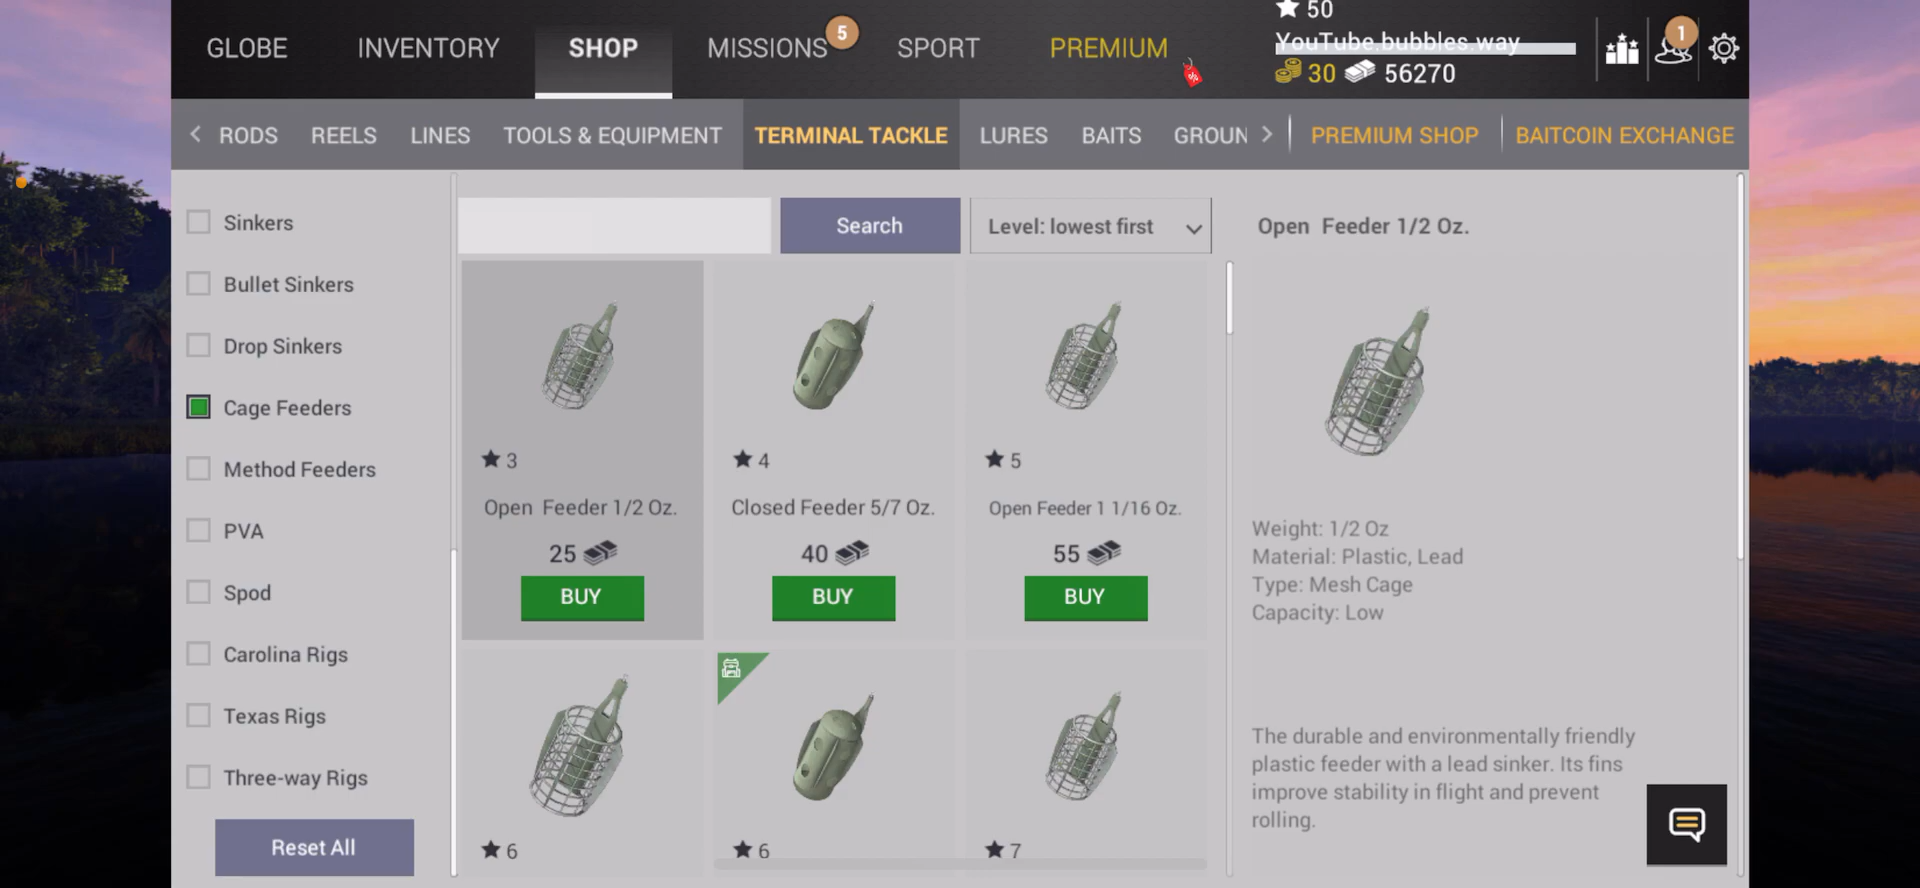 GLOBE
INVENTORY
SHOP
MISSIONS
5
SPORT
PREMIUM
50
YouTube.bubbles.way
30
56270
1
RODS
REELS
LINES
TOOLS & EQUIPMENT
TERMINAL TACKLE
LURES
BAITS
GROUN
PREMIUM SHOP
BAITCOIN EXCHANGE
Sinkers
Bullet Sinkers
Drop Sinkers
Cage Feeders
Method Feeders
PVA
Spod
Carolina Rigs
Texas Rigs
Three-way Rigs
Reset All
Search
Level: lowest first
3
Open Feeder 1/2 Oz.
25
BUY
4
Closed Feeder 5/7 Oz.
40
BUY
5
Open Feeder 1 1/16 Oz.
55
BUY
6
6
7
Open Feeder 1/2 Oz.
Weight: 1/2 Oz
Material: Plastic, Lead
Type: Mesh Cage
Capacity: Low
The durable and environmentally friendly
plastic feeder with a lead sinker. Its fins
improve stability in flight and prevent
rolling.